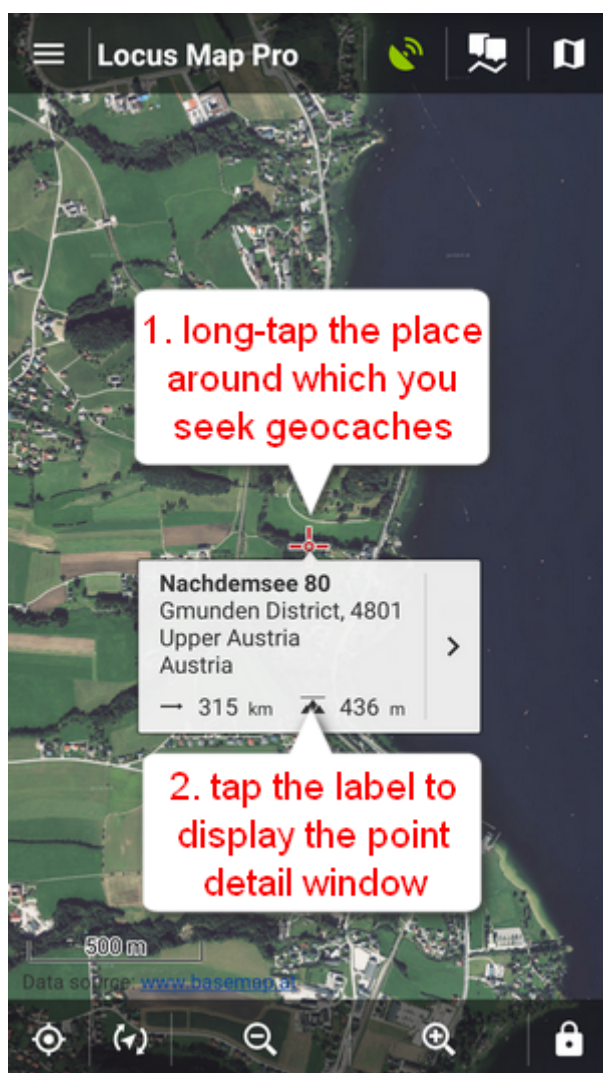 Locus Map Pro
1. long-tap the place
around which you
seek geocaches
Nachdemsee 80
Gmunden District, 4801
Upper Austria
Austria
315 km 436 m
2. tap the label to
display the point
detail window
500 m
Data source: www.basemap.at